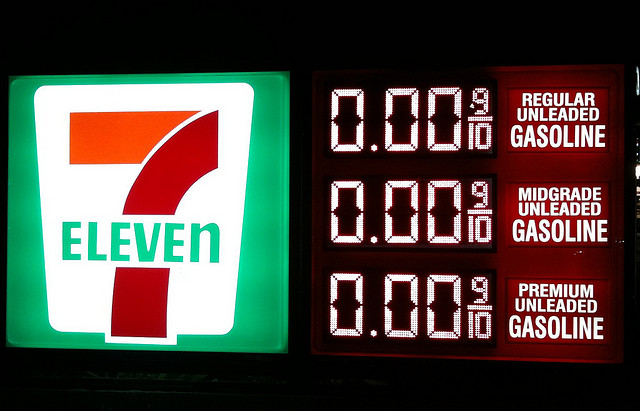 7
ELEVEn
0.00 9/10
REGULAR
UNLEADED
GASOLINE
0.00 9/10
MIDGRADE
UNLEADED
GASOLINE
0.00 9/10
PREMIUM
UNLEADED
GASOLINE